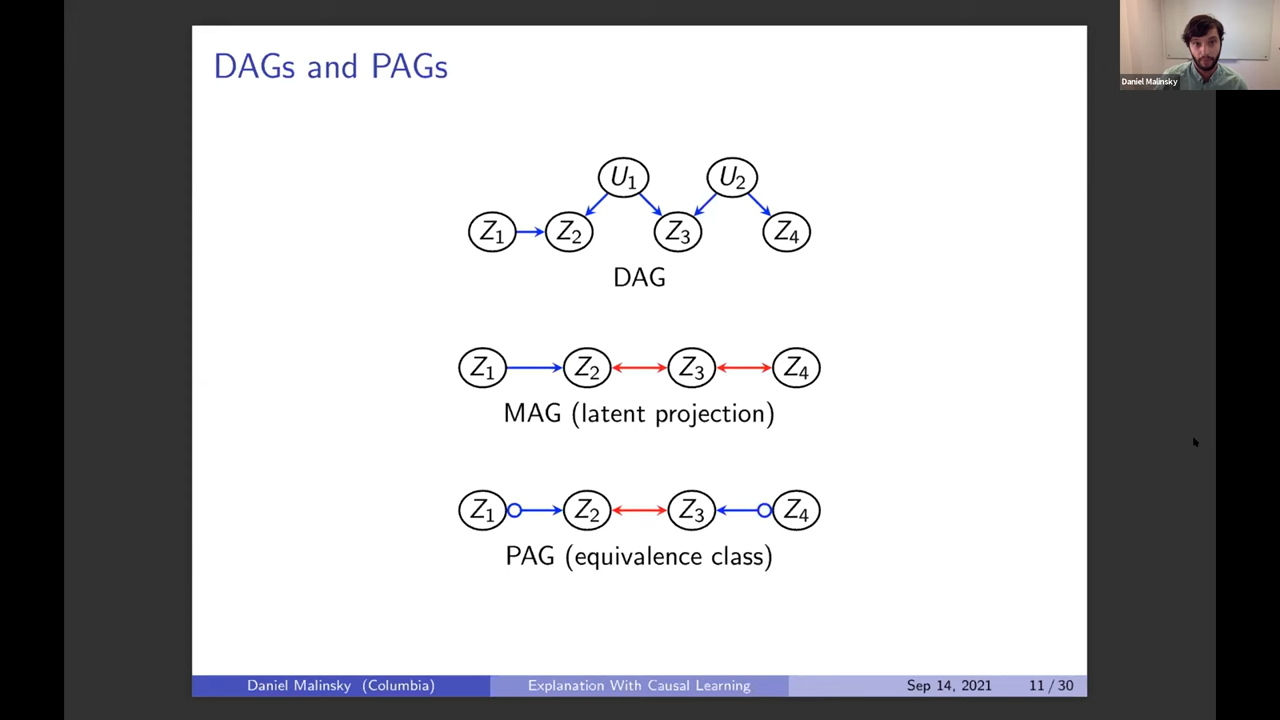 DAGs and PAGs
Daniel Malinsky
U1 U2
Z1 Z2 Z3 Z4
DAG
Z1 Z2 Z3 Z4
MAG (latent projection)
Z1 Z2 Z3 Z4
PAG (equivalence class)
Daniel Malinsky (Columbia) Explanation With Causal Learning Sep 14, 2021 11 / 30